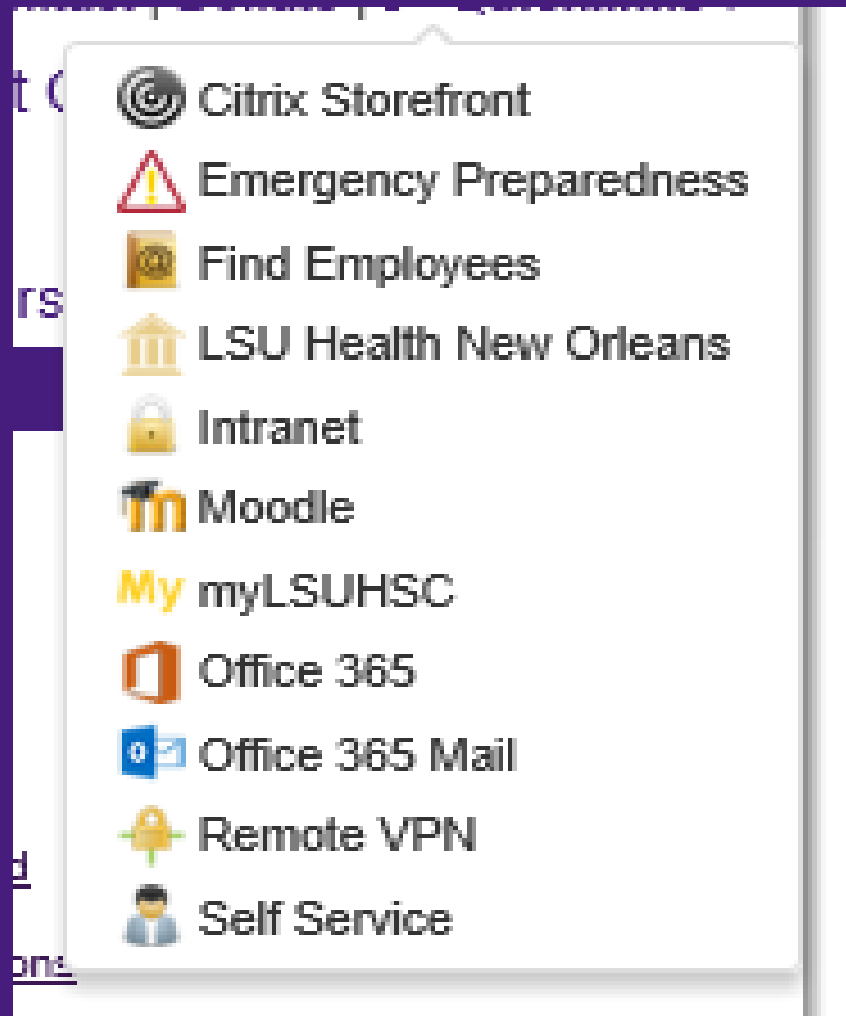 Citrix Storefront
Emergency Preparedness
Find Employees
LSU Health New Orleans
Intranet
Moodle
My myLSUHSC
Office 365
Office 365 Mail
Remote VPN
Self Service